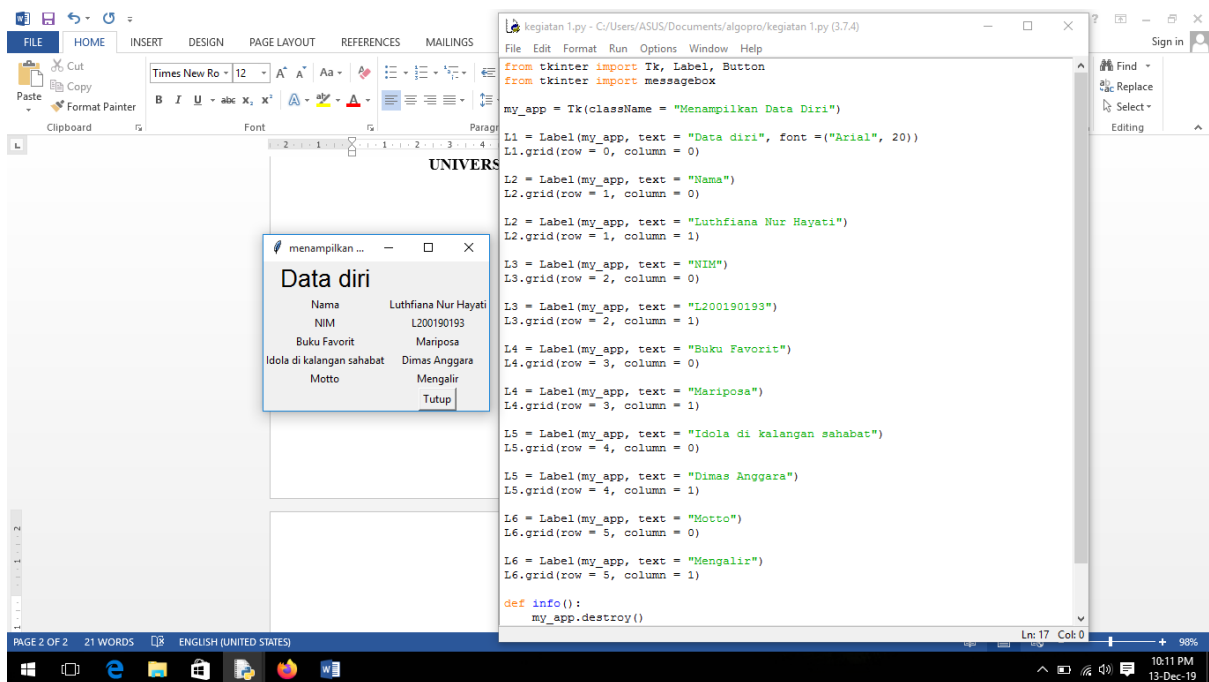 kegiatan 1.py - C:/Users/ASUS/Documents/algopro/kegiatan 1.py (3.7.4)
FILE HOME INSERT DESIGN PAGE LAYOUT REFERENCES MAILINGS
Sign in
File Edit Format Run Options Window Help
Paste
Cut
Copy
Format Painter
Clipboard
Times New Ro 12
Font
Paragr
Find
Replace
Select
Editing
UNIVERS
menampilkan ...
Data diri
Nama Luthfiana Nur Hayati
NIM L200190193
Buku Favorit Mariposa
Idola di kalangan sahabat Dimas Anggara
Motto Mengalir
Tutup
from tkinter import Tk, Label, Button
from tkinter import messagebox
my_app = Tk(className = "Menampilkan Data Diri")
L1 = Label(my_app, text = "Data diri", font =("Arial", 20))
L1.grid(row = 0, column = 0)
L2 = Label(my_app, text = "Nama")
L2.grid(row = 1, column = 0)
L2 = Label(my_app, text = "Luthfiana Nur Hayati")
L2.grid(row = 1, column = 1)
L3 = Label(my_app, text = "NIM")
L3.grid(row = 2, column = 0)
L3 = Label(my_app, text = "L200190193")
L3.grid(row = 2, column = 1)
L4 = Label(my_app, text = "Buku Favorit")
L4.grid(row = 3, column = 0)
L4 = Label(my_app, text = "Mariposa")
L4.grid(row = 3, column = 1)
L5 = Label(my_app, text = "Idola di kalangan sahabat")
L5.grid(row = 4, column = 0)
L5 = Label(my_app, text = "Dimas Anggara")
L5.grid(row = 4, column = 1)
L6 = Label(my_app, text = "Motto")
L6.grid(row = 5, column = 0)
L6 = Label(my_app, text = "Mengalir")
L6.grid(row = 5, column = 1)
def info():
my_app.destroy()
Ln: 17 Col: 0
PAGE 2 OF 2 21 WORDS ENGLISH (UNITED STATES) 98%
10:11 PM
13-Dec-19